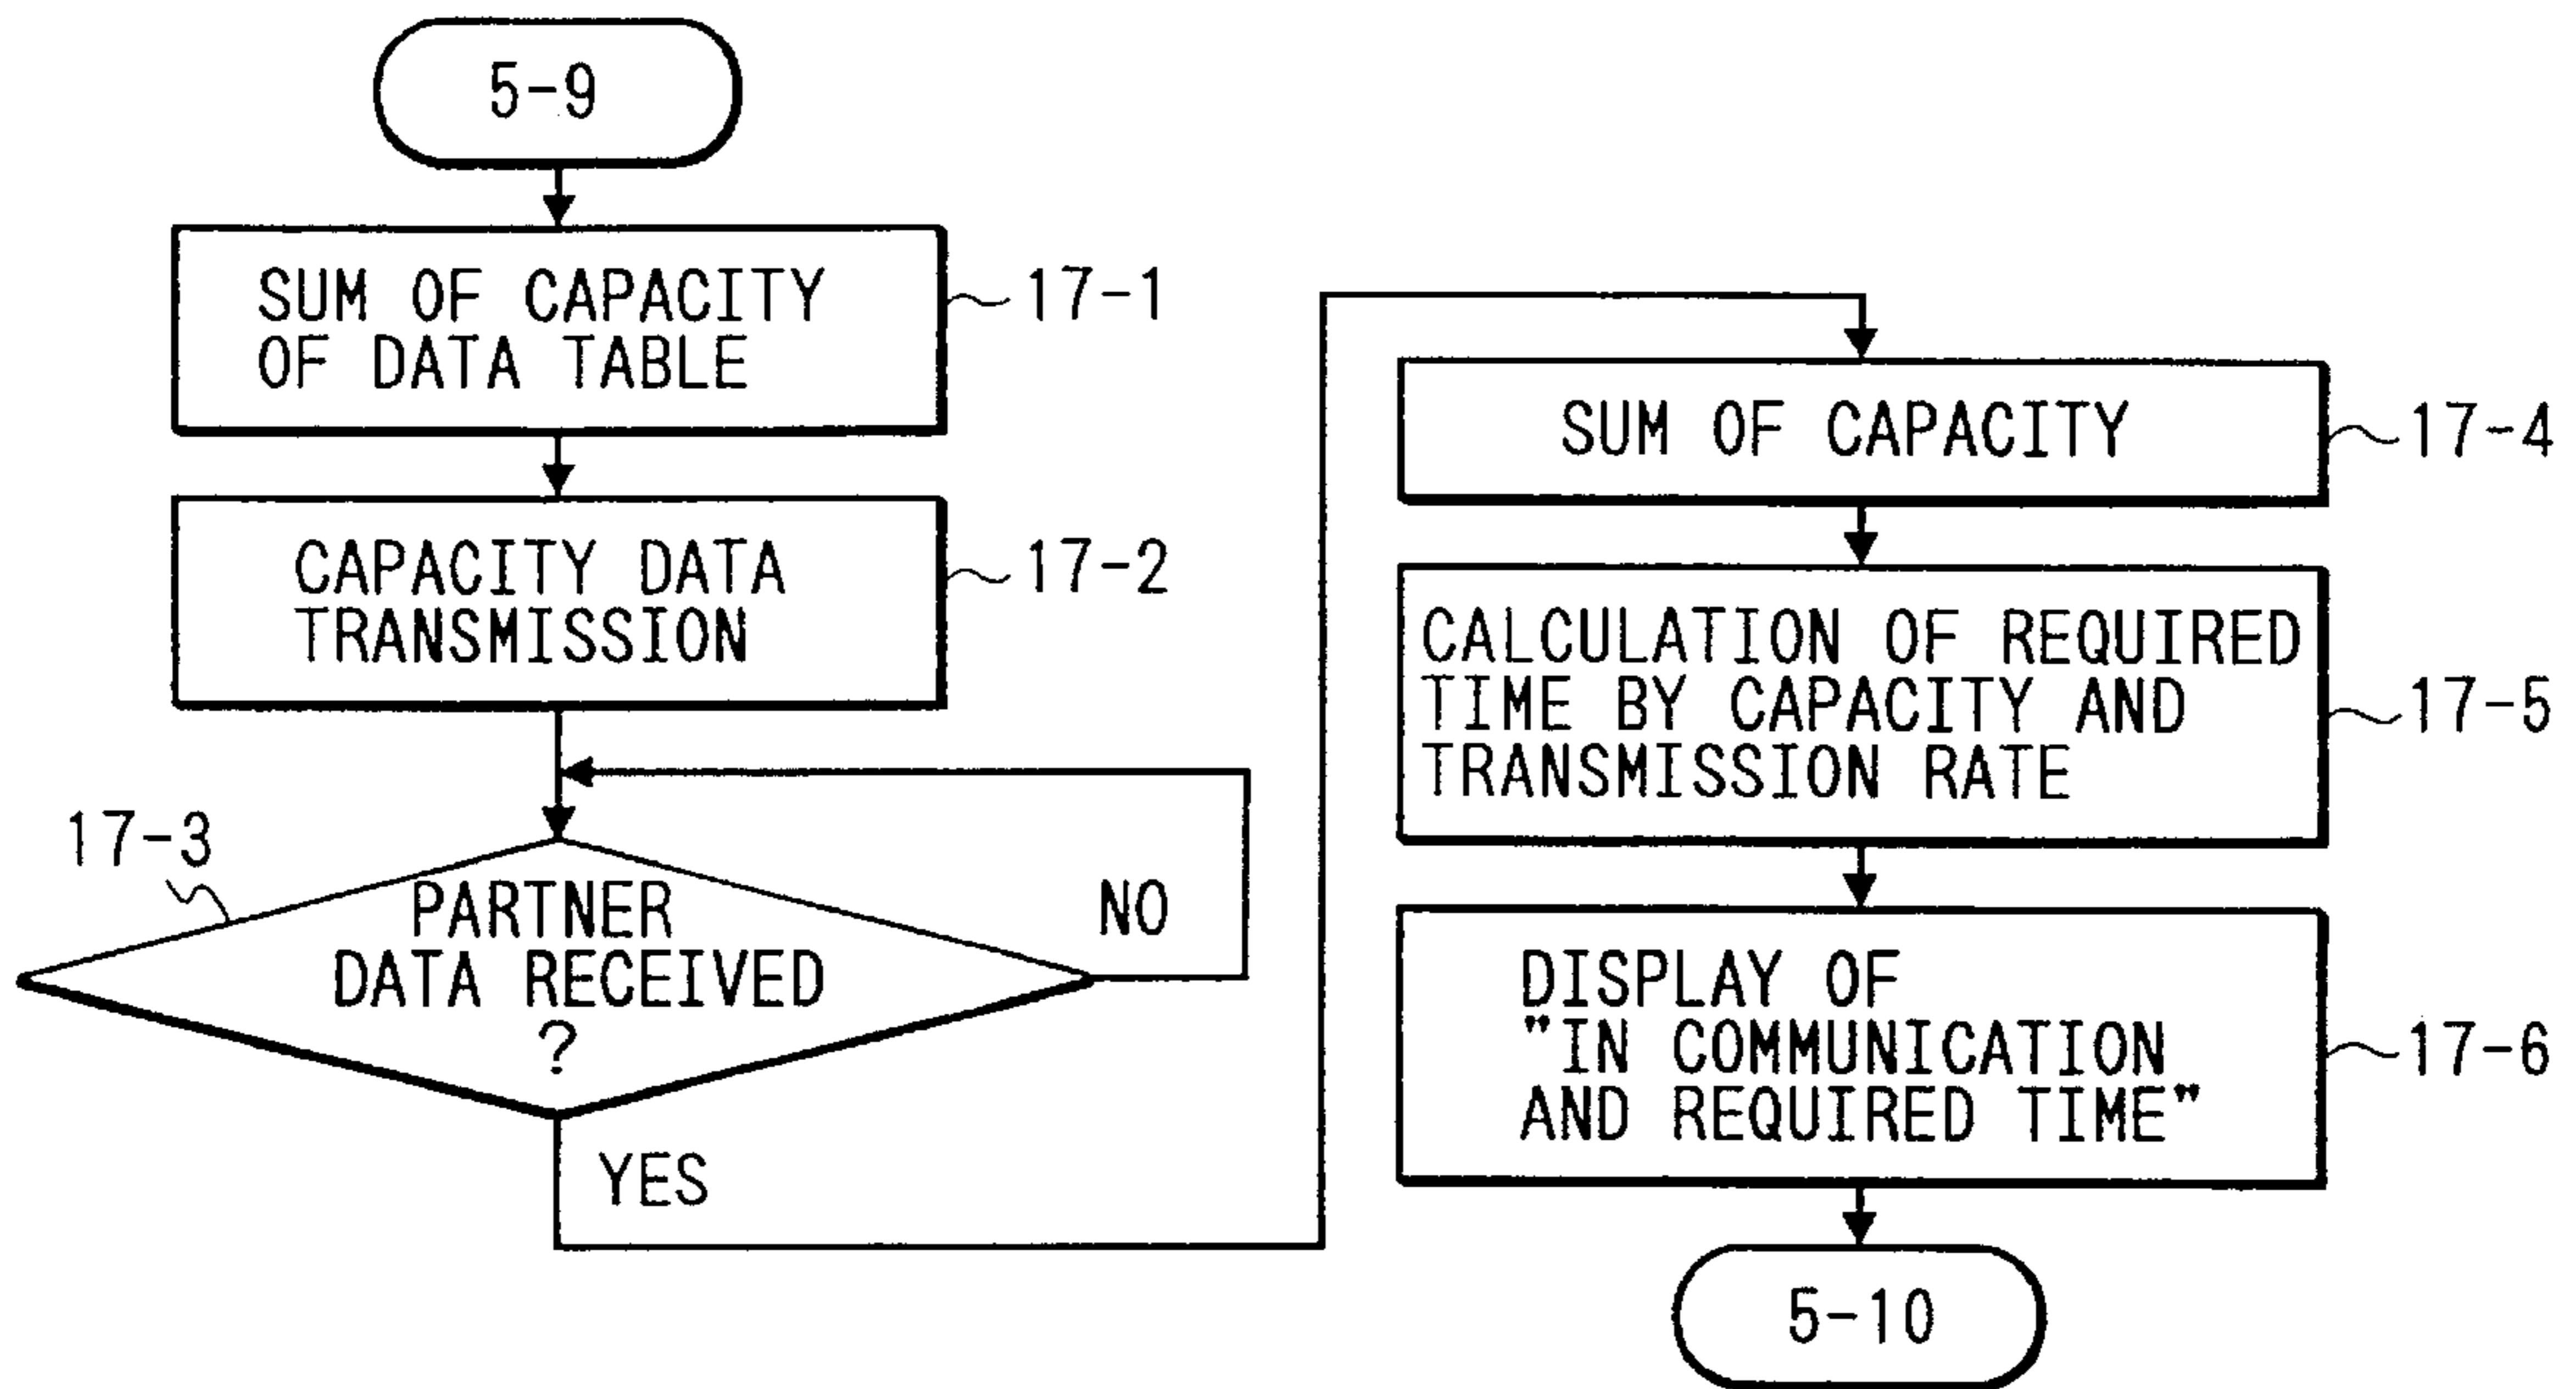 5-9
SUM OF CAPACITY
OF DATA TABLE
17-1
CAPACITY DATA
TRANSMISSION
17-2
17-3
PARTNER
DATA RECEIVED
?
NO
YES
SUM OF CAPACITY
17-4
CALCULATION OF REQUIRED
TIME BY CAPACITY AND
TRANSMISSION RATE
17-5
DISPLAY OF
"IN COMMUNICATION
AND REQUIRED TIME"
17-6
5-10